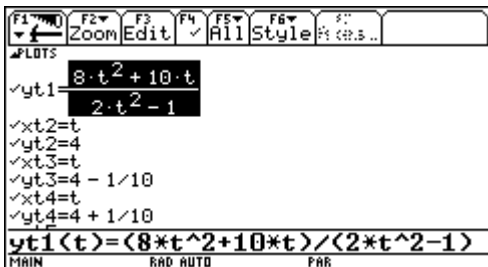 F1 F2 F3 F4 F5 F6
Zoom Edit ✓ All Style
PLOTS
✓yt1=(8·t^2 + 10·t)/(2·t^2 - 1)
✓xt2=t
✓yt2=4
✓xt3=t
✓yt3=4 - 1/10
✓xt4=t
✓yt4=4 + 1/10
yt1(t)=(8*t^2+10*t)/(2*t^2-1)
MAIN RAD AUTO PAR